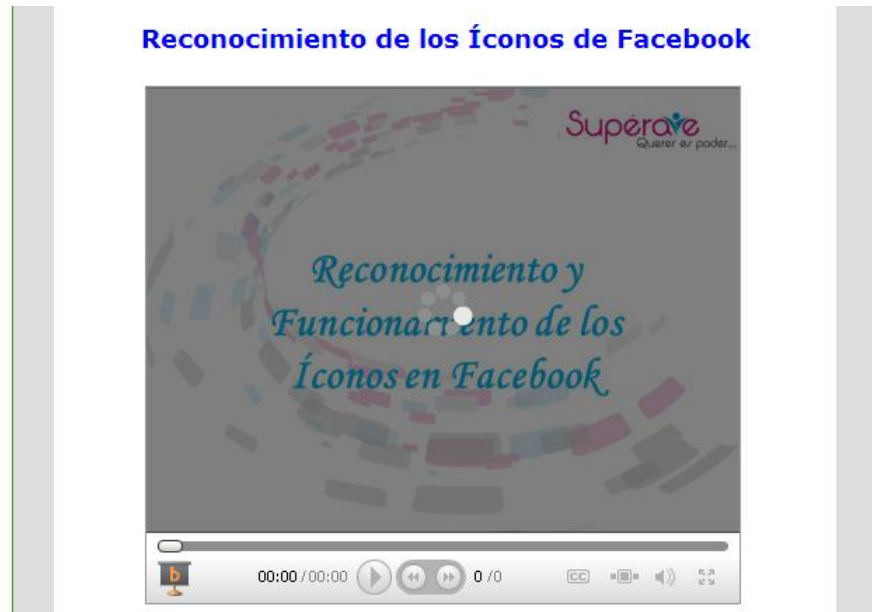 Reconocimiento de los Íconos de Facebook
Supérate
Querer es poder...
Reconocimiento y
Funcionamiento de los
Íconos en Facebook
b
00:00 / 00:00
0 /0
CC